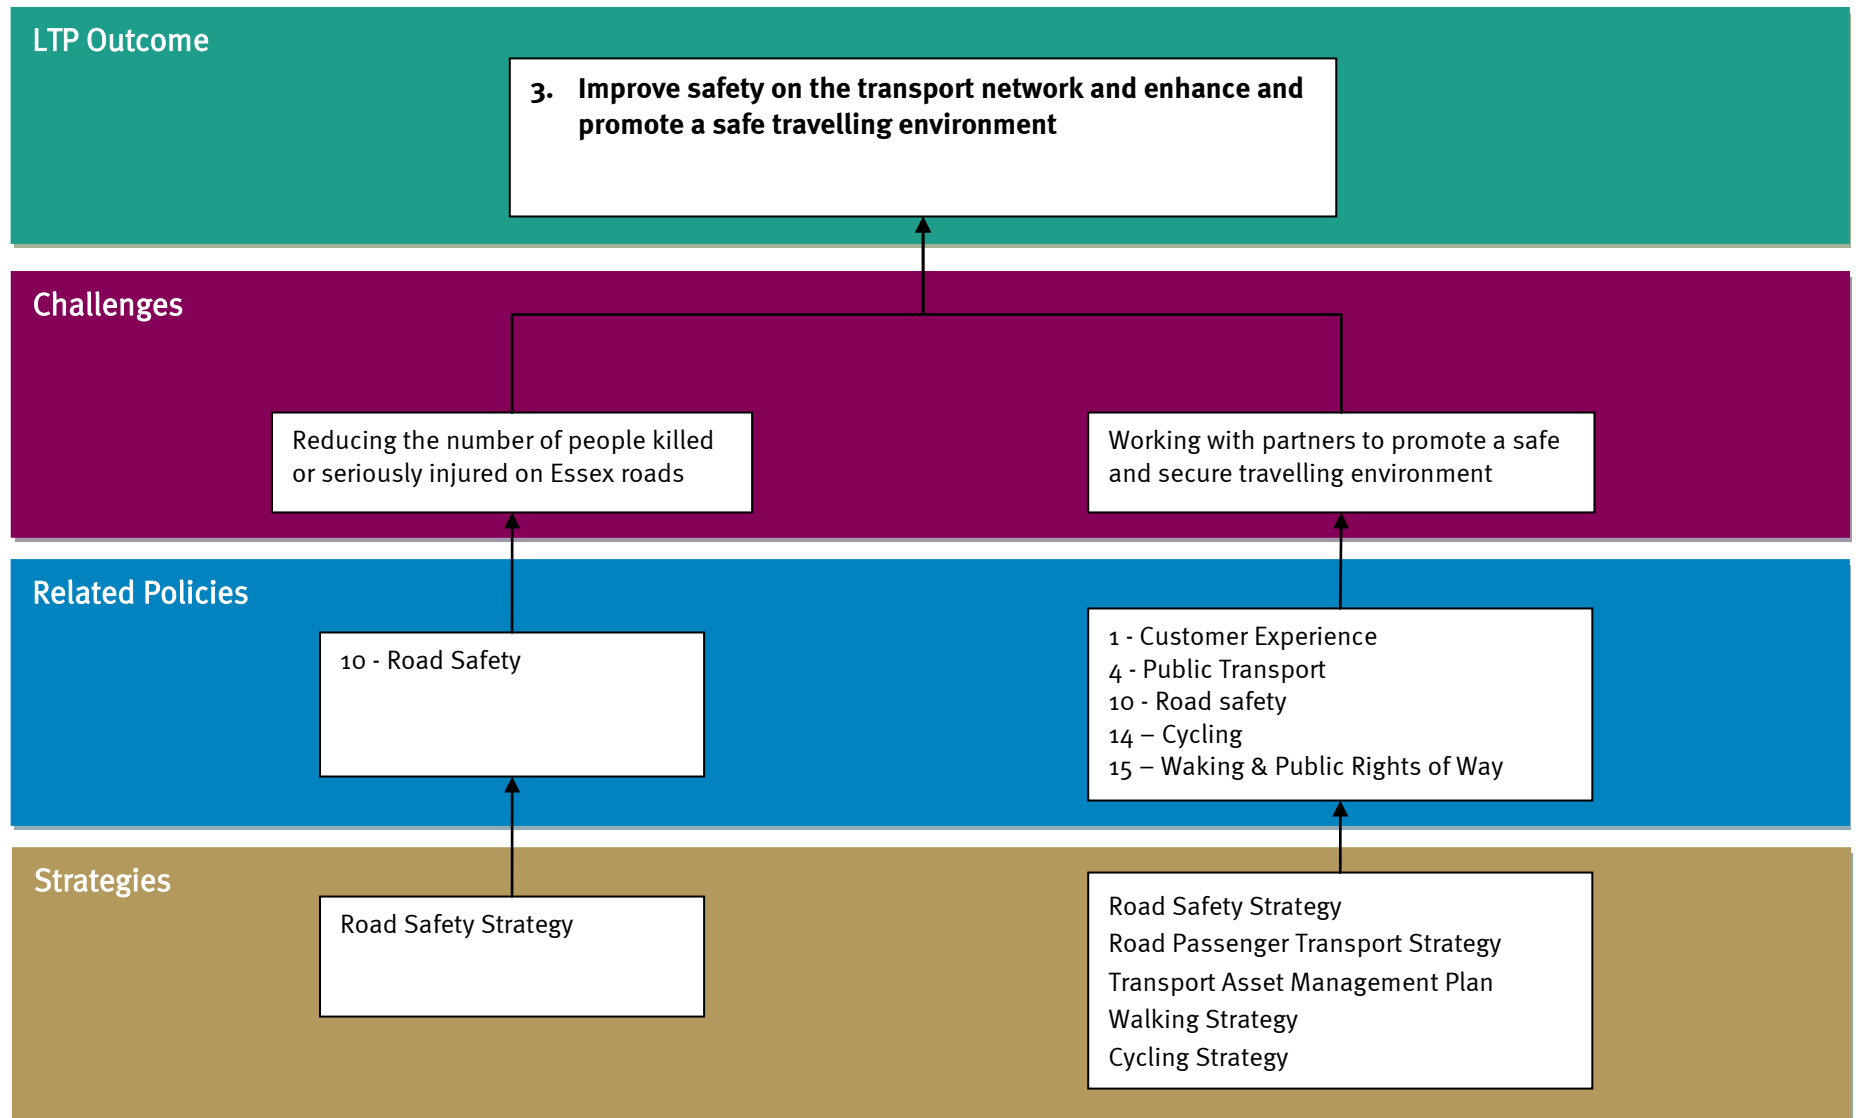 LTP Outcome
3. Improve safety on the transport network and enhance and
promote a safe travelling environment
Challenges
Reducing the number of people killed
or seriously injured on Essex roads
Working with partners to promote a safe
and secure travelling environment
Related Policies
10 - Road Safety
1 - Customer Experience
4 - Public Transport
10 - Road safety
14 – Cycling
15 – Waking & Public Rights of Way
Strategies
Road Safety Strategy
Road Safety Strategy
Road Passenger Transport Strategy
Transport Asset Management Plan
Walking Strategy
Cycling Strategy